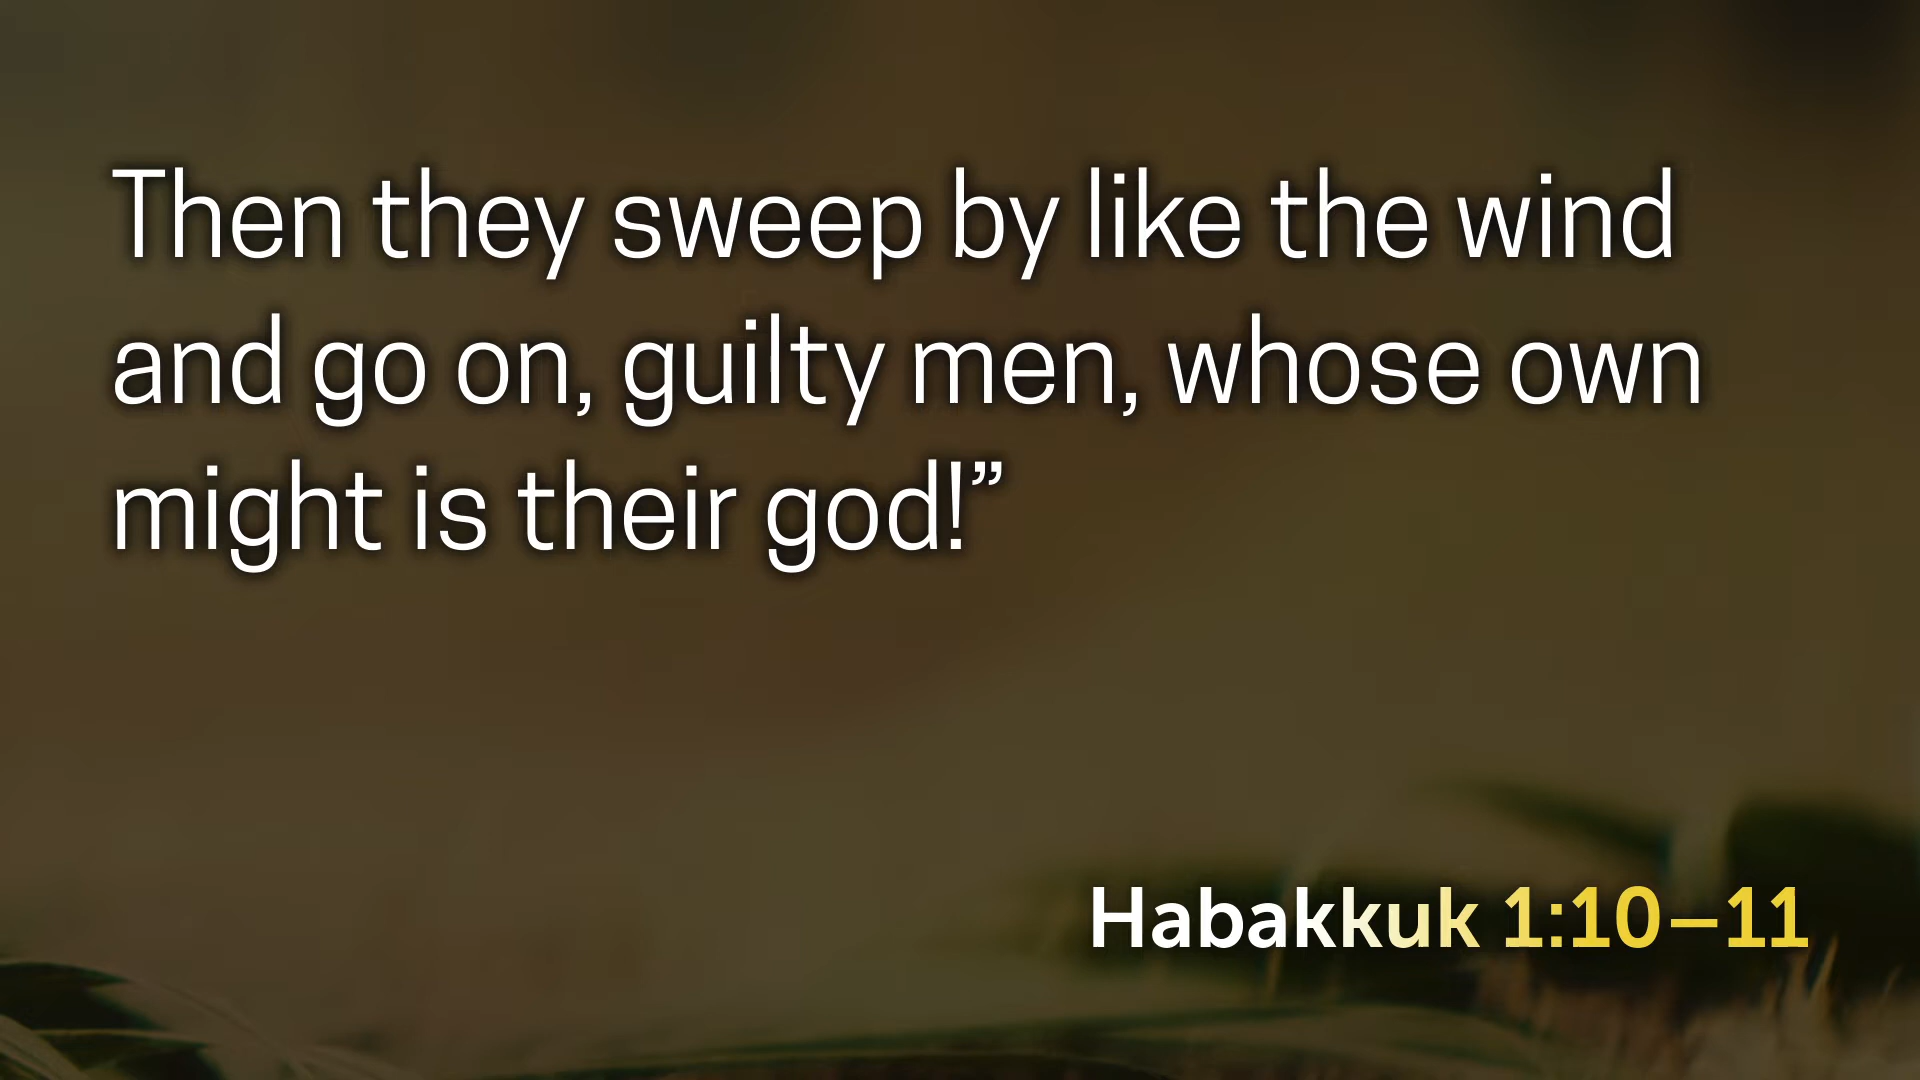 Then they sweep by like the wind
and go on, guilty men, whose own
might is their god!”
Habakkuk 1:10–11